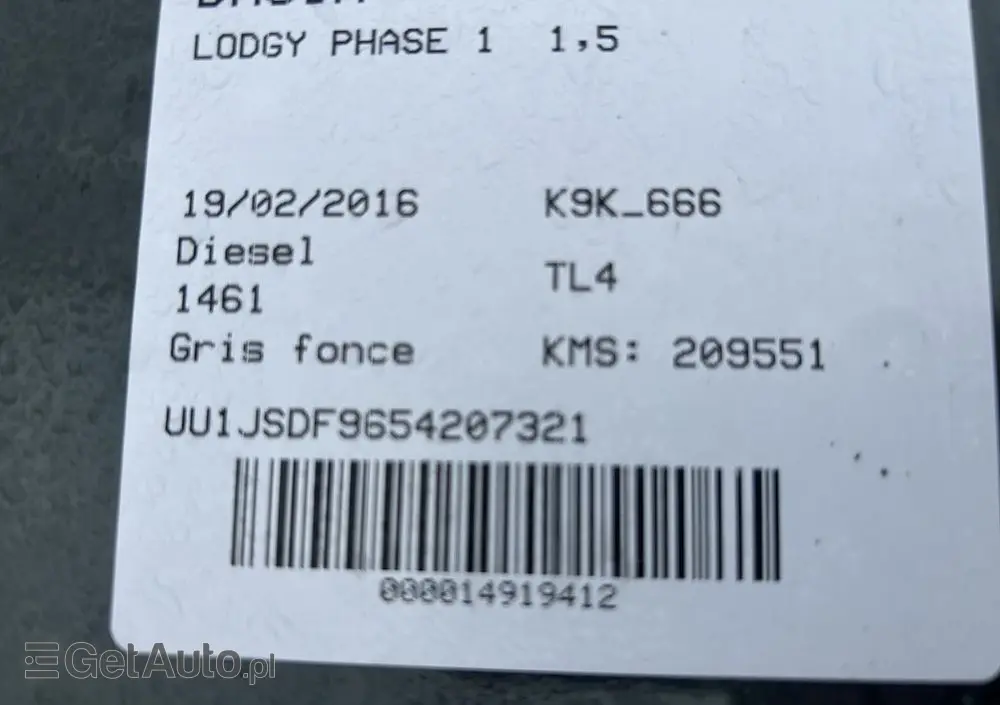 LODGY PHASE 1 1,5
19/02/2016 K9K_666
Diesel
1461 TL4
Gris fonce KMS: 209551
UU1JSDF9654207321
000014919412
GetAuto.pl